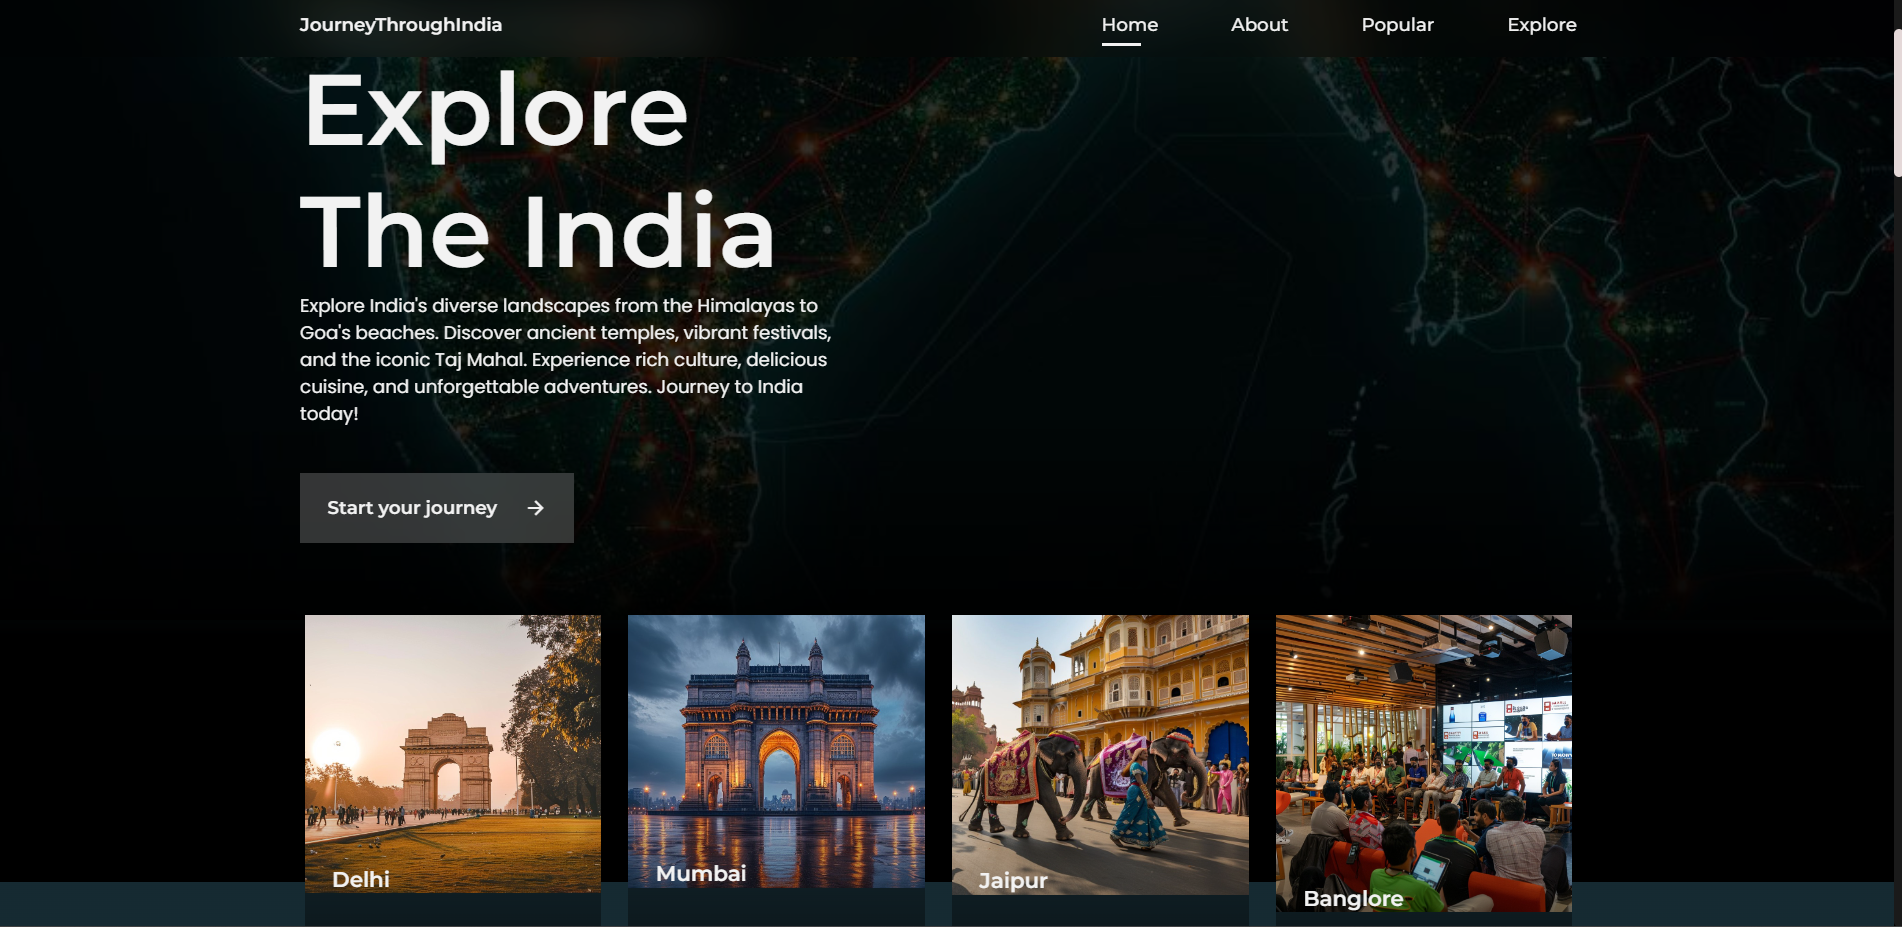 JourneyThroughIndia
Home
About
Popular
Explore
Explore
The India
Explore India's diverse landscapes from the Himalayas to
Goa's beaches. Discover ancient temples, vibrant festivals,
and the iconic Taj Mahal. Experience rich culture, delicious
cuisine, and unforgettable adventures. Journey to India
today!
Start your journey →
Delhi
Mumbai
Jaipur
Banglore